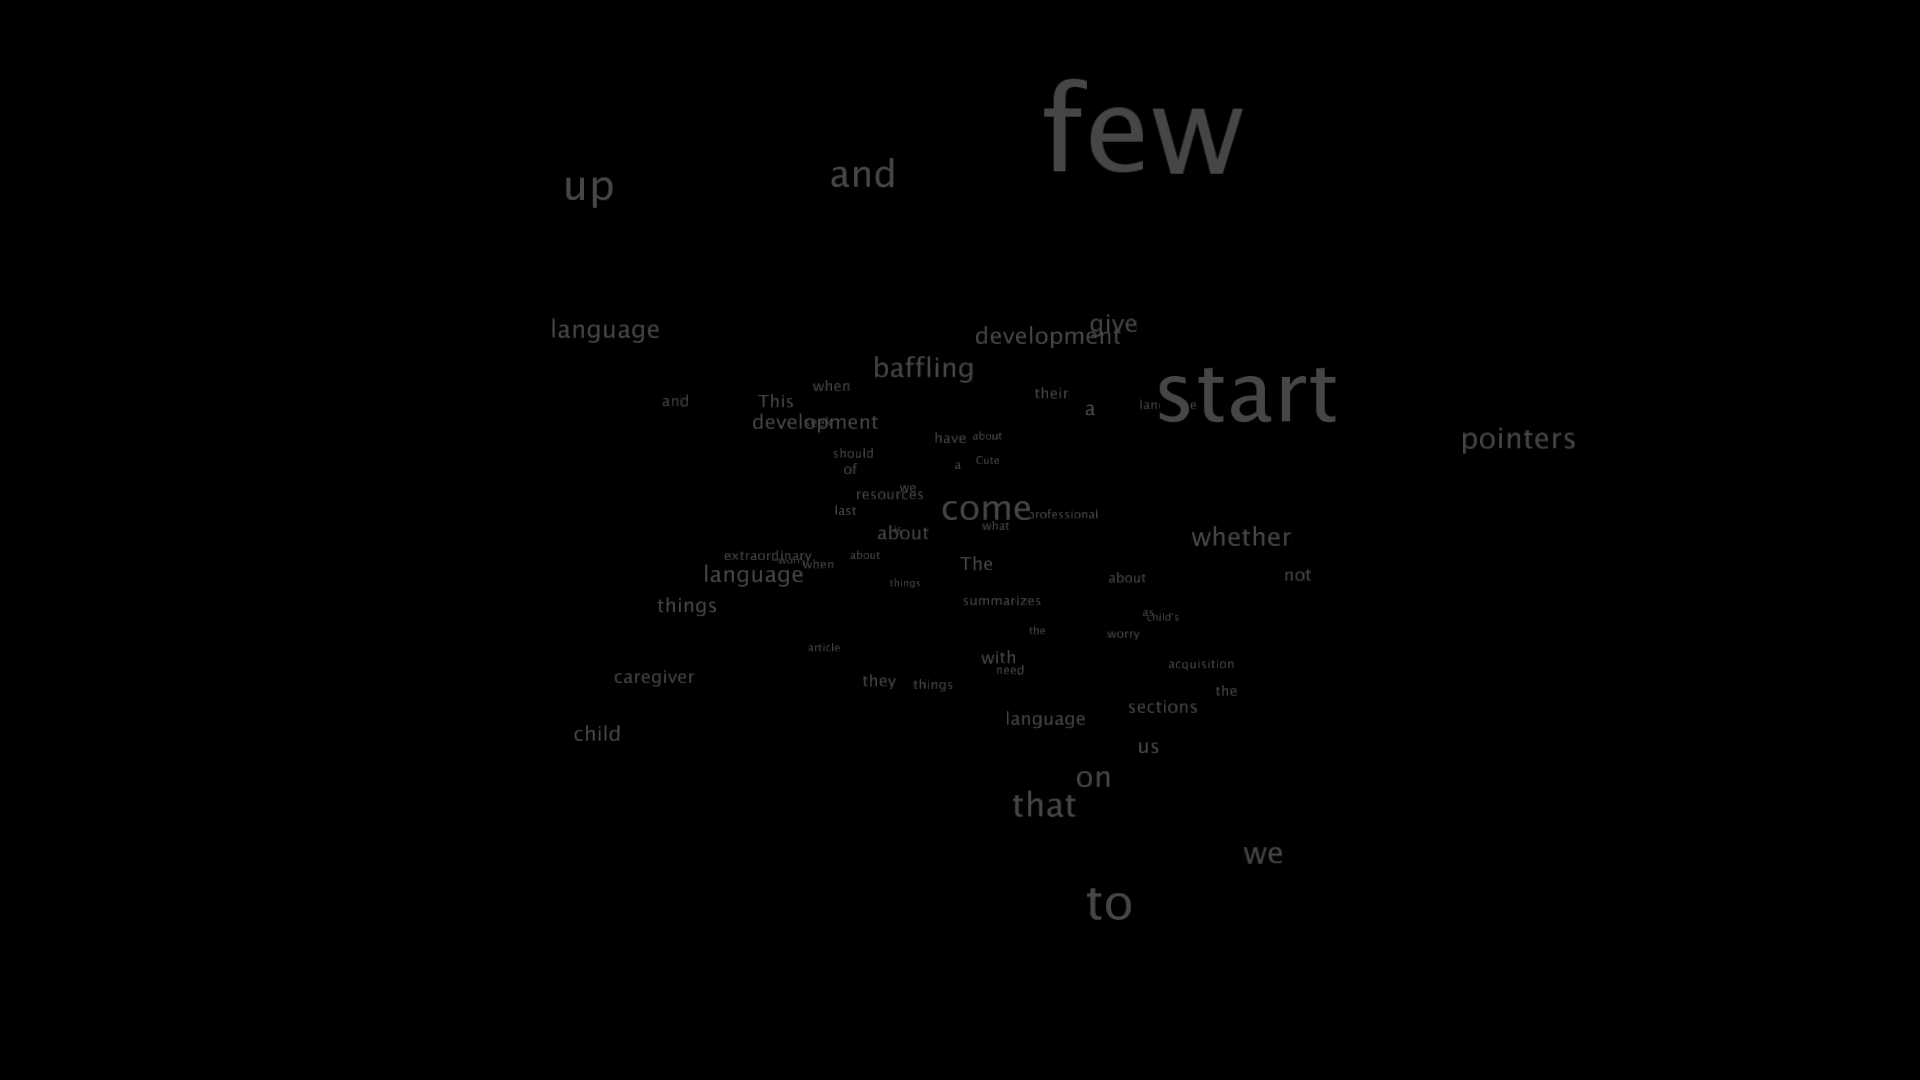 few
and
up
give
language
development
baffling
when
their
and
This
a
start
development
have about
pointers
should
a
Cute
of
we
resources
last
come
professional
what
about
whether
extraordinary
about
worry
when
The
language
not
about
things
summarizes
things
as
child's
the
worry
article
with
acquisition
need
caregiver
they
things
the
sections
language
child
us
on
that
we
to